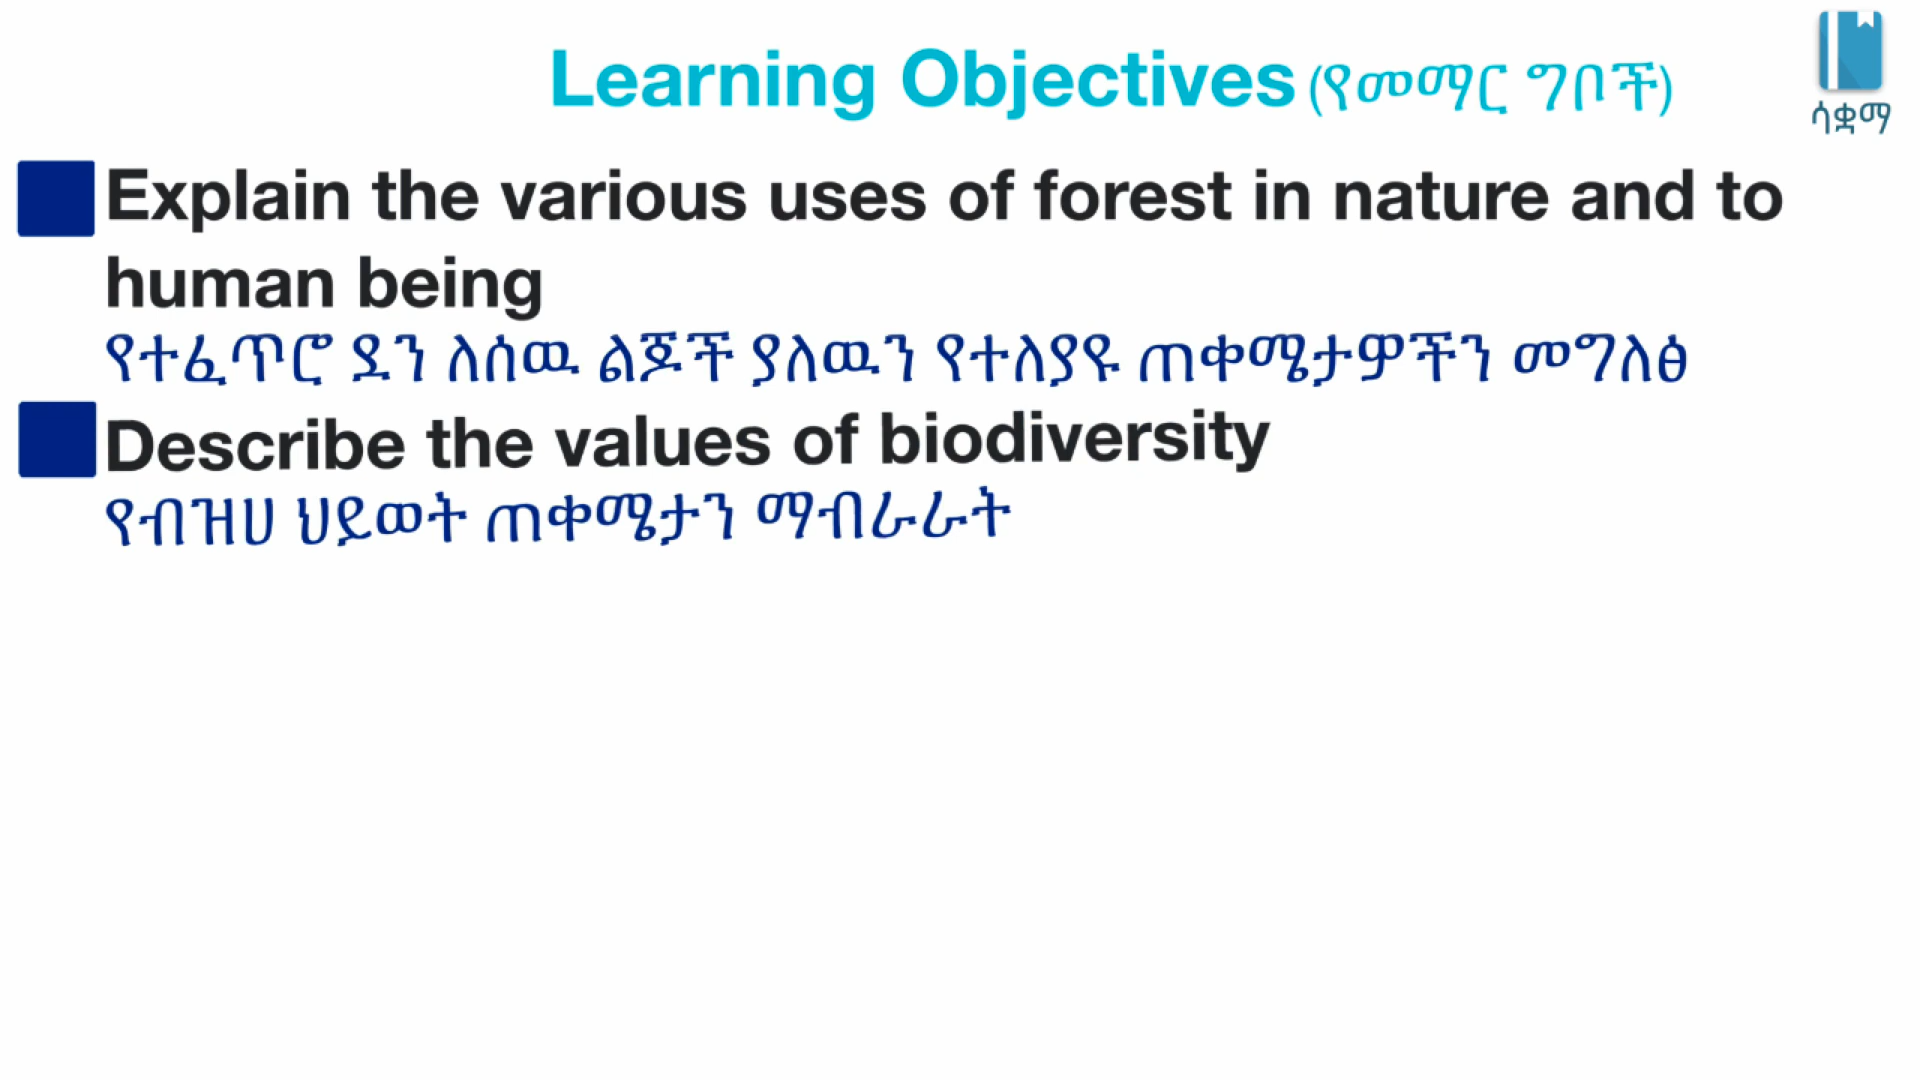 Learning Objectives (የመማር ግቦች)
ሳቋማ
Explain the various uses of forest in nature and to
human being
የተፈጥሮ ደን ለሰዉ ልጆች ያለዉን የተለያዩ ጠቀሜታዎችን መግለፅ
Describe the values of biodiversity
የብዝሀ ህይወት ጠቀሜታን ማብራራት